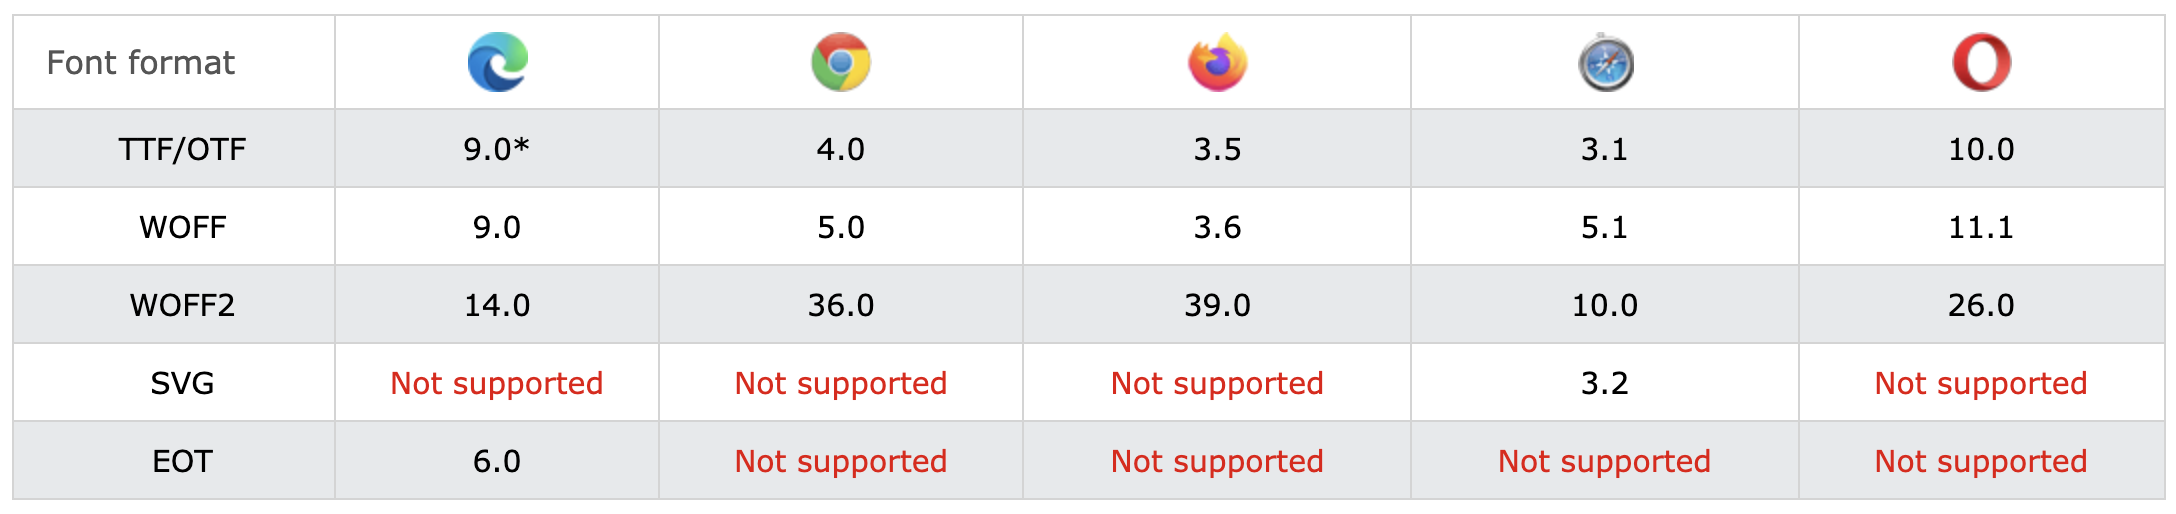 Font format
TTF/OTF 9.0* 4.0 3.5 3.1 10.0
WOFF 9.0 5.0 3.6 5.1 11.1
WOFF2 14.0 36.0 39.0 10.0 26.0
SVG Not supported Not supported Not supported 3.2 Not supported
EOT 6.0 Not supported Not supported Not supported Not supported